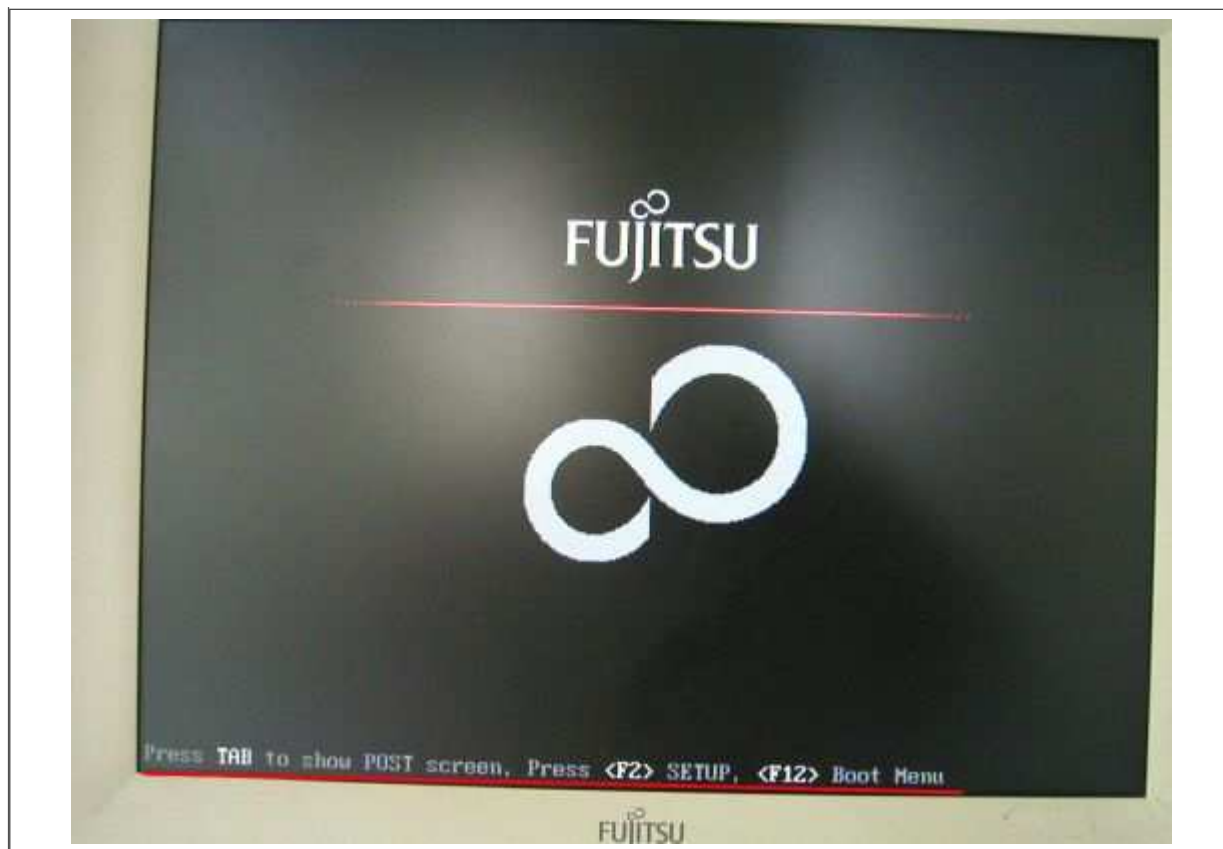 FUJITSU
Press TAB to show POST screen, Press <F2> SETUP, <F12> Boot Menu
FUJITSU